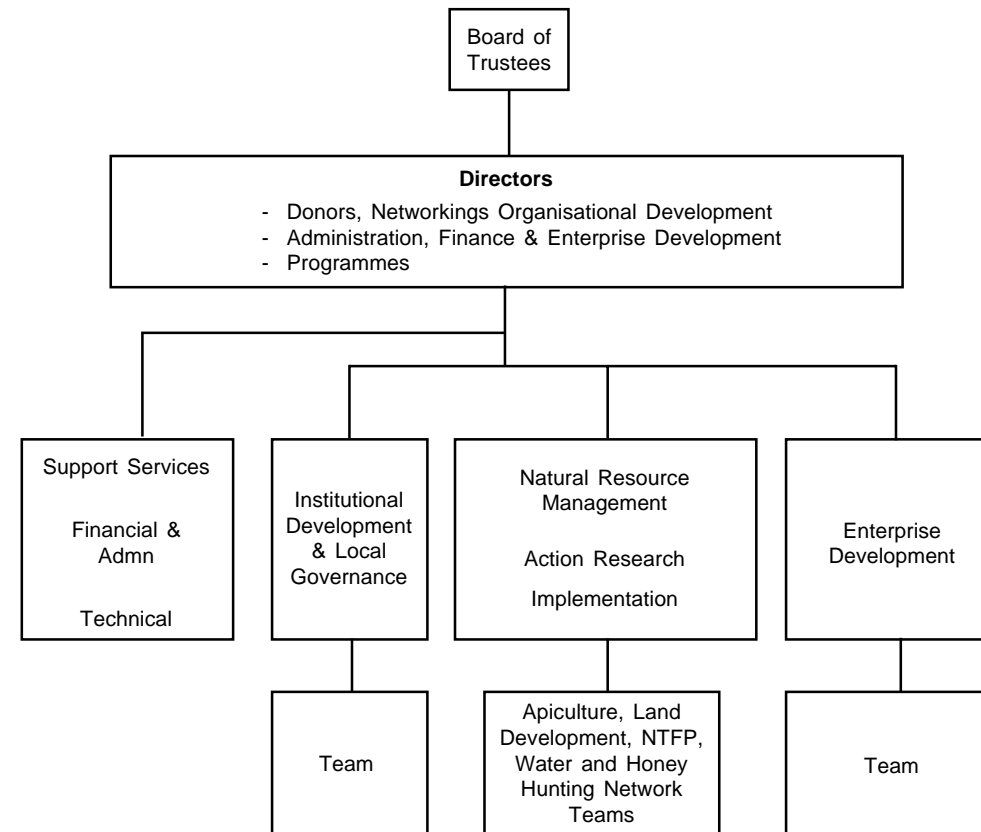 Board of
Trustees
Directors
- Donors, Networkings Organisational Development
- Administration, Finance & Enterprise Development
- Programmes
Support Services
Financial &
Admn
Technical
Institutional
Development
& Local
Governance
Natural Resource
Management
Action Research
Implementation
Enterprise
Development
Team
Apiculture, Land
Development, NTFP,
Water and Honey
Hunting Network
Teams
Team